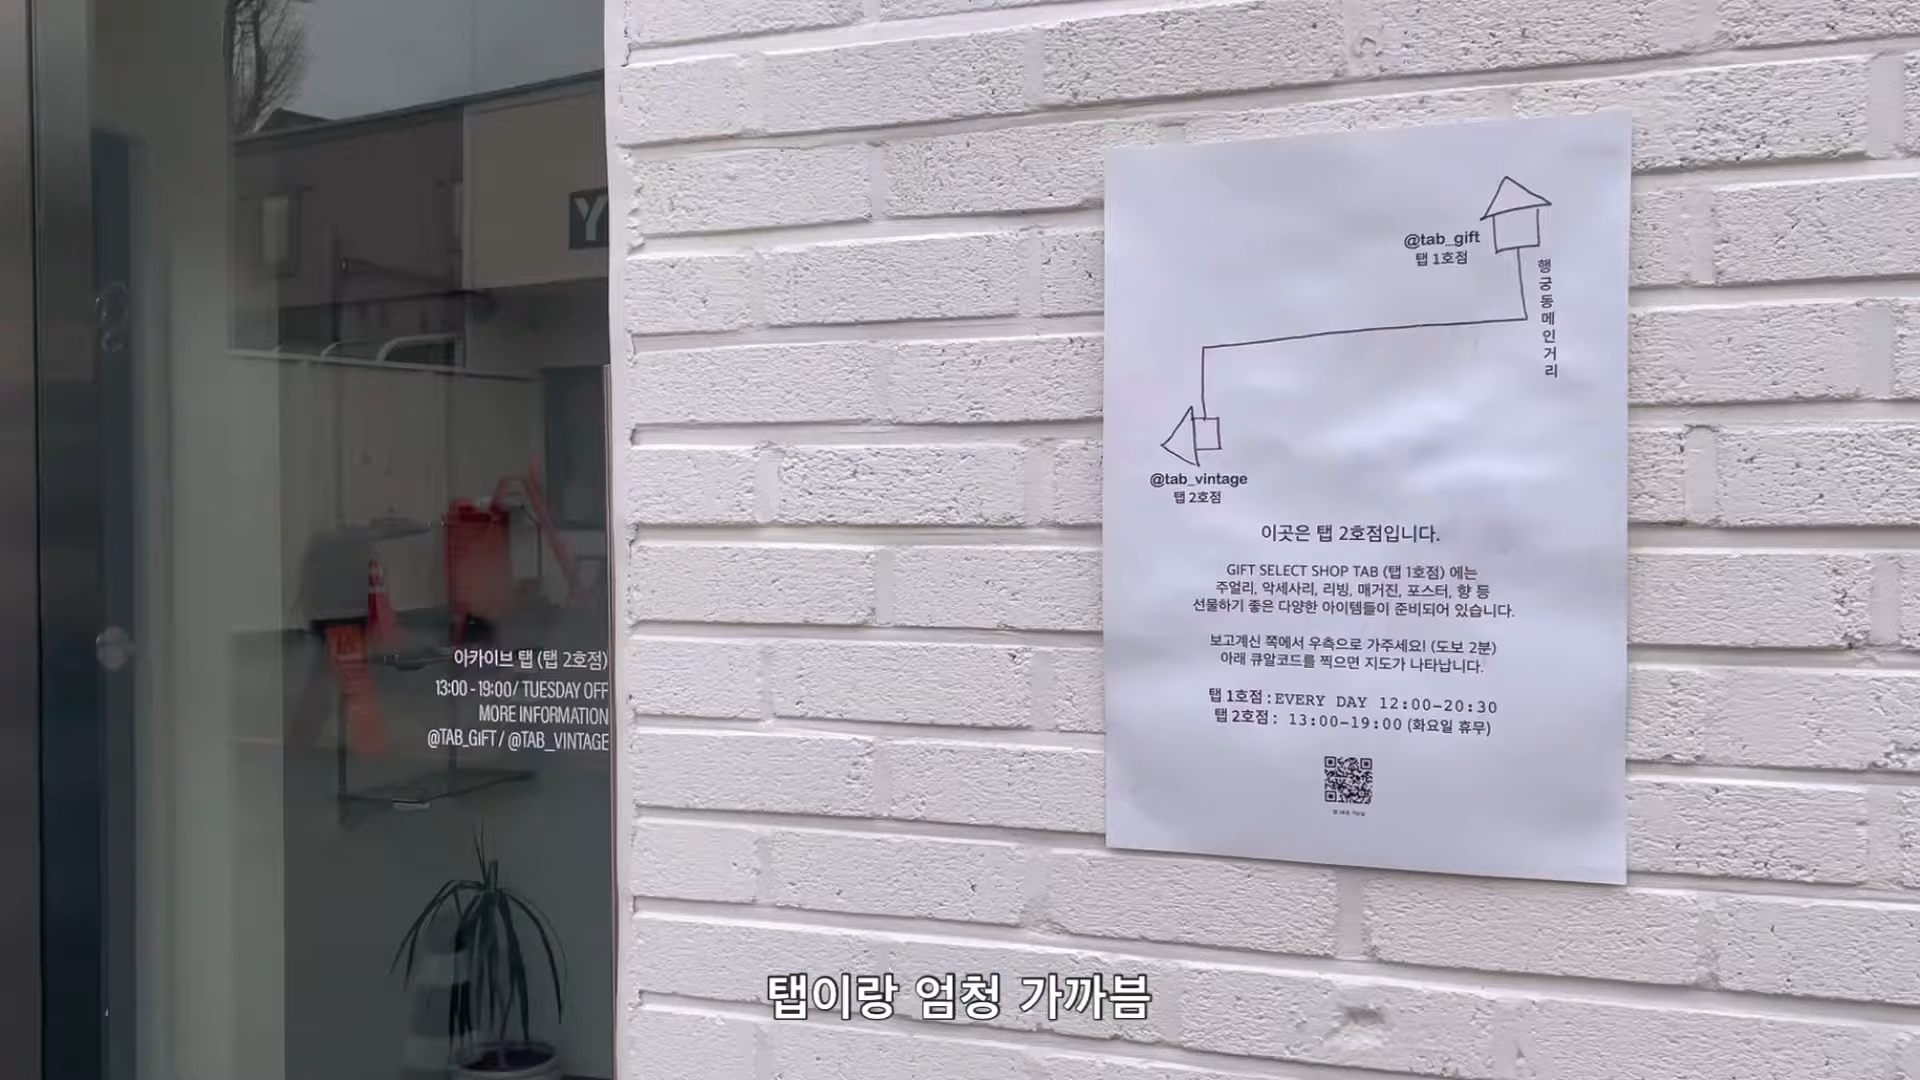 Y
아카이브 탭 (탭 2호점)
13:00 - 19:00/ TUESDAY OFF
MORE INFORMATION
@TAB_GIFT / @TAB_VINTAGE
@tab_gift
탭 1호점
행궁동메인거리
@tab_vintage
탭 2호점
이곳은 탭 2호점입니다.
GIFT SELECT SHOP TAB (탭 1호점) 에는
주얼리, 악세사리, 리빙, 매거진, 포스터, 향 등
선물하기 좋은 다양한 아이템들이 준비되어 있습니다.
보고계신 쪽에서 우측으로 가주세요! (도보 2분)
아래 큐알코드를 찍으면 지도가 나타납니다.
탭 1호점 : EVERY DAY 12:00-20:30
탭 2호점 : 13:00-19:00 (화요일 휴무)
탭이랑 엄청 가까븜